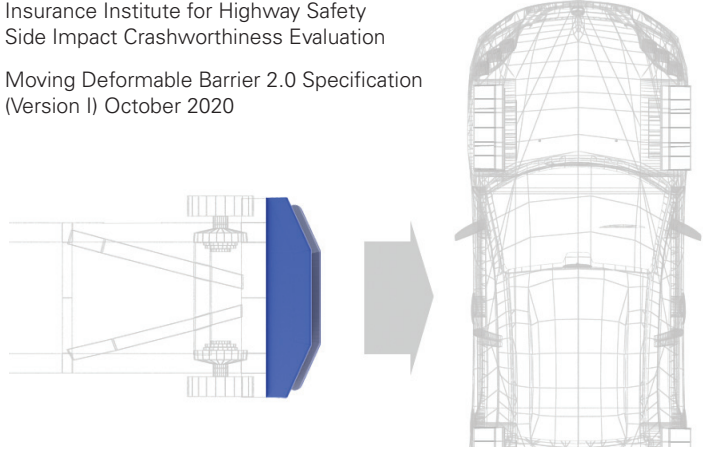 Insurance Institute for Highway Safety
Side Impact Crashworthiness Evaluation
Moving Deformable Barrier 2.0 Specification
(Version I) October 2020